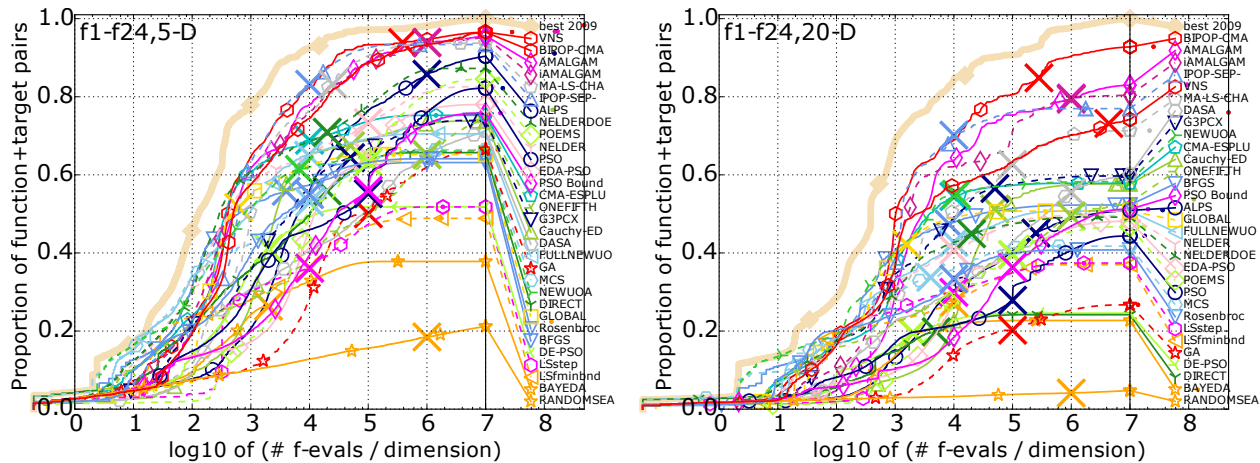 f1-f24,5-D
Proportion of function+target pairs
1.0
0.8
0.6
0.4
0.2
0.0
0 1 2 3 4 5 6 7 8
log10 of (# f-evals / dimension)
best 2009
VNS
BIPOP-CMA
AMALGAM
iAMALGAM
MA-LS-CHA
IPOP-SEP-
ALPS
NELDERDOE
POEMS
NELDER
PSO
EDA-PSO
PSO Bound
CMA-ESPLU
ONEFIFTH
G3PCX
Cauchy-ED
DASA
FULLNEWUO
GA
MCS
NEWUOA
DIRECT
GLOBAL
Rosenbroc
BFGS
DE-PSO
LSstep
LSfminbnd
BAYEDA
RANDOMSEA
f1-f24,20-D
Proportion of function+target pairs
1.0
0.8
0.6
0.4
0.2
0.0
0 1 2 3 4 5 6 7 8
log10 of (# f-evals / dimension)
best 2009
BIPOP-CMA
AMALGAM
iAMALGAM
IPOP-SEP-
VNS
MA-LS-CHA
DASA
G3PCX
NEWUOA
CMA-ESPLU
Cauchy-ED
ONEFIFTH
BFGS
PSO Bound
ALPS
GLOBAL
FULLNEWUO
NELDER
NELDERDOE
EDA-PSO
POEMS
PSO
MCS
Rosenbroc
LSstep
LSfminbnd
GA
DE-PSO
DIRECT
BAYEDA
RANDOMSEA